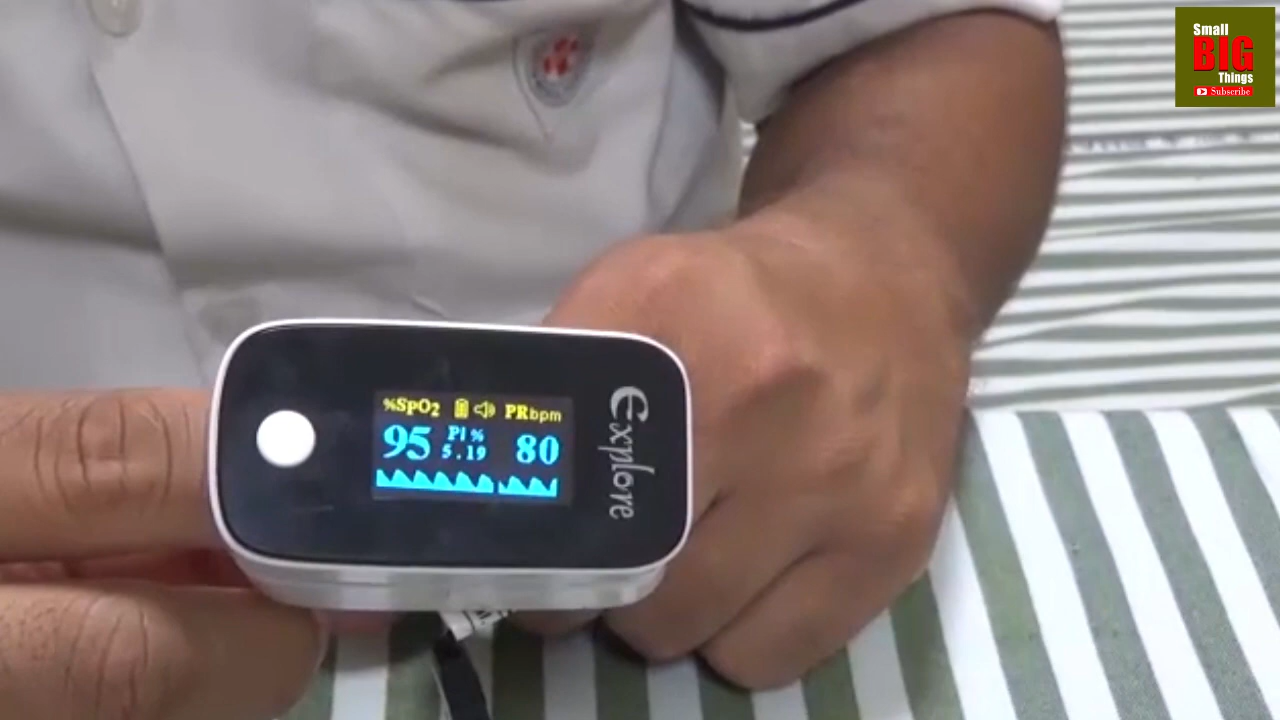 Small
BIG
Things
Subscribe
%SpO2 PRbpm
95 PI% 80
5.19
Explore